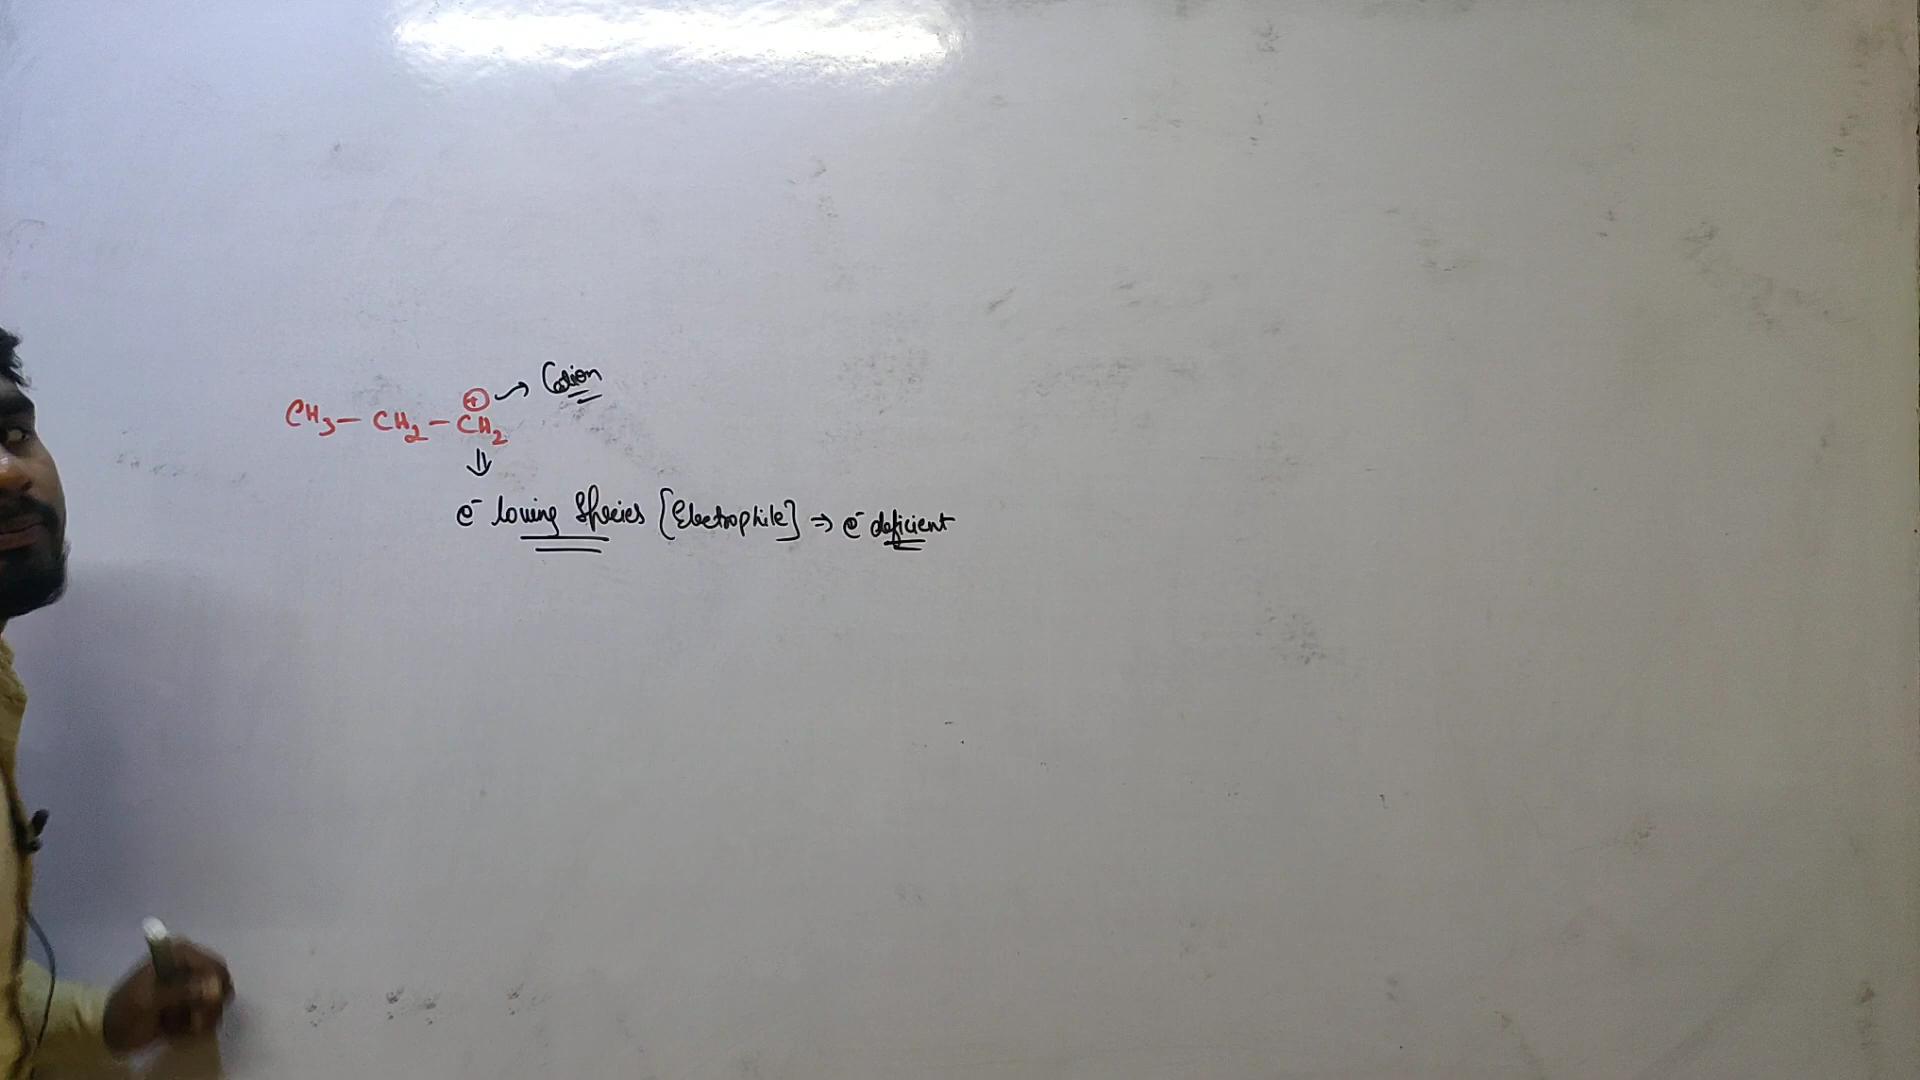 ⊕ → Cation
CH₃ — CH₂ — CH₂
⇓
e⁻ loving Species [Electrophile] ⇒ e⁻ deficient